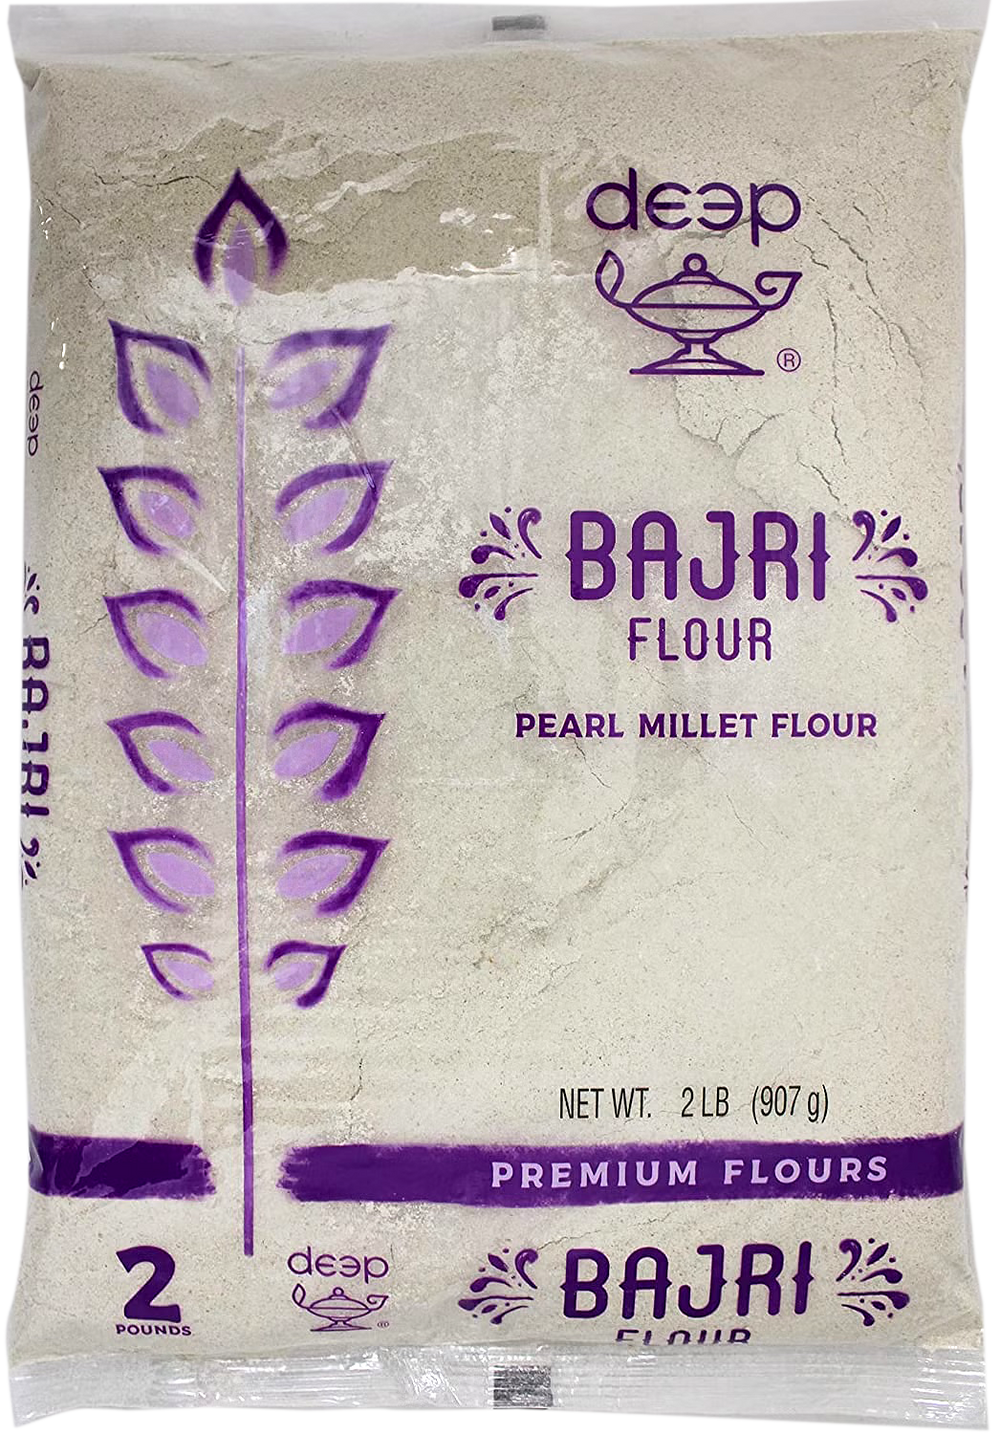 deep
®
BAJRI
FLOUR
PEARL MILLET FLOUR
NET WT. 2 LB (907 g)
PREMIUM FLOURS
2
POUNDS
deep
®
BAJRI
FLOUR
deep
BAJRI